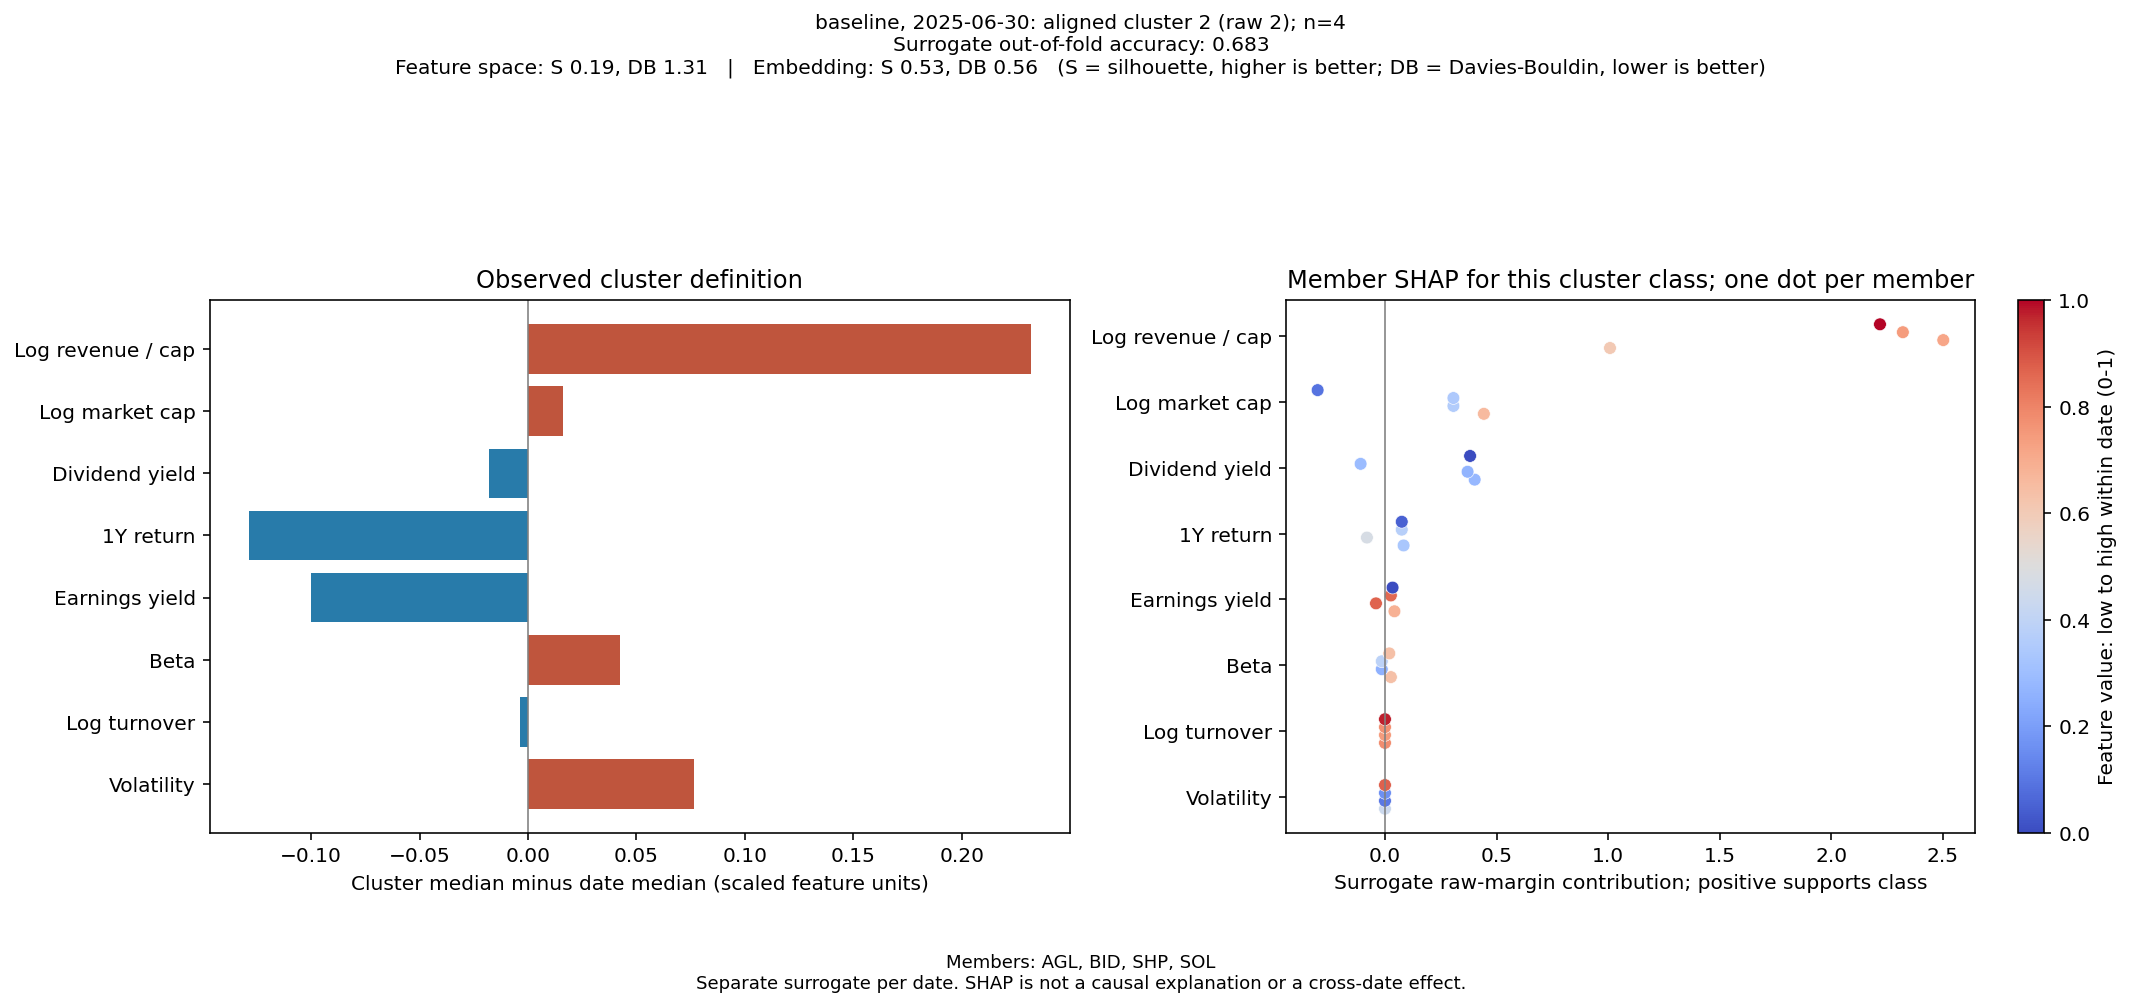 baseline, 2025-06-30: aligned cluster 2 (raw 2); n=4
Surrogate out-of-fold accuracy: 0.683
Feature space: S 0.19, DB 1.31   |   Embedding: S 0.53, DB 0.56   (S = silhouette, higher is better; DB = Davies-Bouldin, lower is better)
Observed cluster definition
Log revenue / cap
Log market cap
Dividend yield
1Y return
Earnings yield
Beta
Log turnover
Volatility
−0.10 −0.05 0.00 0.05 0.10 0.15 0.20
Cluster median minus date median (scaled feature units)
Member SHAP for this cluster class; one dot per member
Log revenue / cap
Log market cap
Dividend yield
1Y return
Earnings yield
Beta
Log turnover
Volatility
0.0 0.5 1.0 1.5 2.0 2.5
Surrogate raw-margin contribution; positive supports class
1.0
0.8
0.6
0.4
0.2
0.0
Feature value: low to high within date (0-1)
Members: AGL, BID, SHP, SOL
Separate surrogate per date. SHAP is not a causal explanation or a cross-date effect.